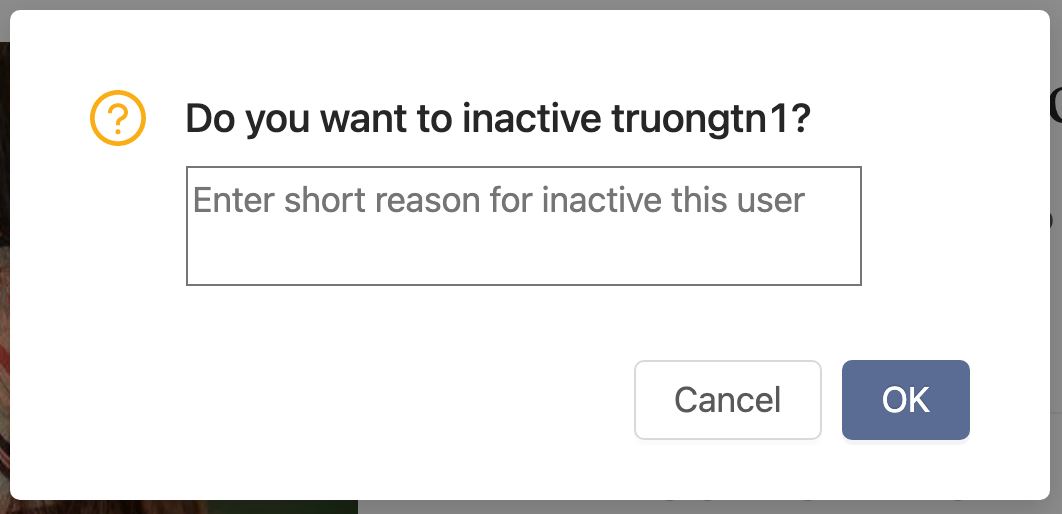 Do you want to inactive truongtn1?
Enter short reason for inactive this user
Cancel
OK